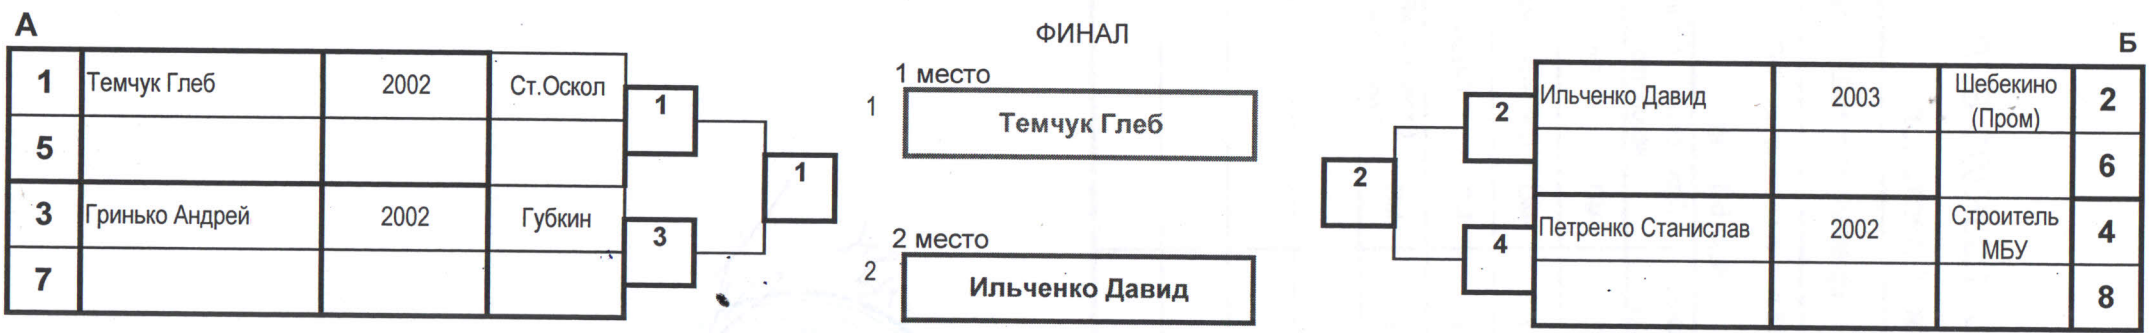 А
1 Темчук Глеб 2002 Ст.Оскол
5
3 Гринько Андрей 2002 Губкин
7
1
3
1
ФИНАЛ
1 место
1 Темчук Глеб
2 место
2 Ильченко Давид
Б
2
2
4
Ильченко Давид 2003 Шебекино 2
(Пром)
6
Петренко Станислав 2002 Строитель 4
МБУ
8